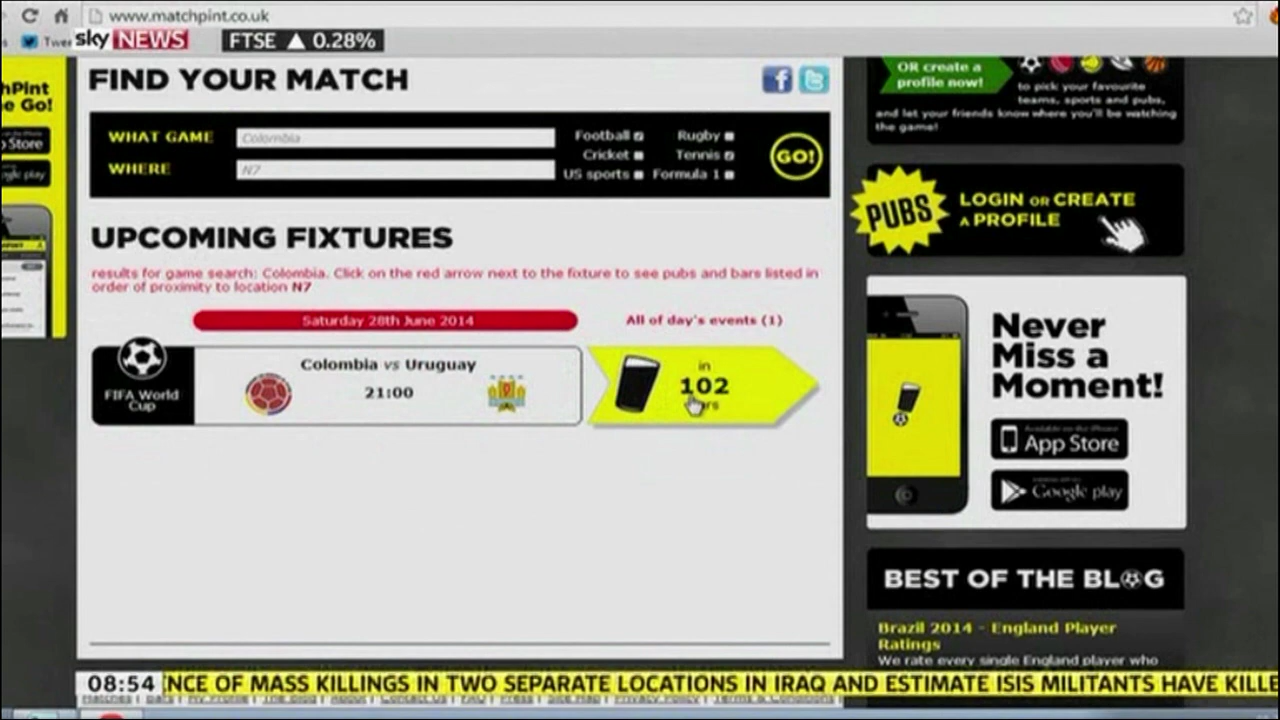 www.matchpint.co.uk
sky NEWS
FTSE ▲ 0.28%
hPint
e Go!
Store
FIND YOUR MATCH
WHAT GAME
Colombia
WHERE
N7
Football
Rugby
Cricket
Tennis
US sports
Formula 1
GO!
UPCOMING FIXTURES
results for game search: Colombia. Click on the red arrow next to the fixture to see pubs and bars listed in
order of proximity to location N7
Saturday 28th June 2014
All of day's events (1)
FIFA World
Cup
Colombia vs Uruguay
21:00
in
102
OR create a
profile now!
to pick your favourite
teams, sports and pubs,
and let your friends know where you'll be watching
the game!
PUBS
LOGIN OR CREATE
A PROFILE
Never
Miss a
Moment!
Available on the iPhone
App Store
Google play
BEST OF THE BLOG
Brazil 2014 - England Player
Ratings
We rate every single England player who
08:54
NCE OF MASS KILLINGS IN TWO SEPARATE LOCATIONS IN IRAQ AND ESTIMATE ISIS MILITANTS HAVE KILLE